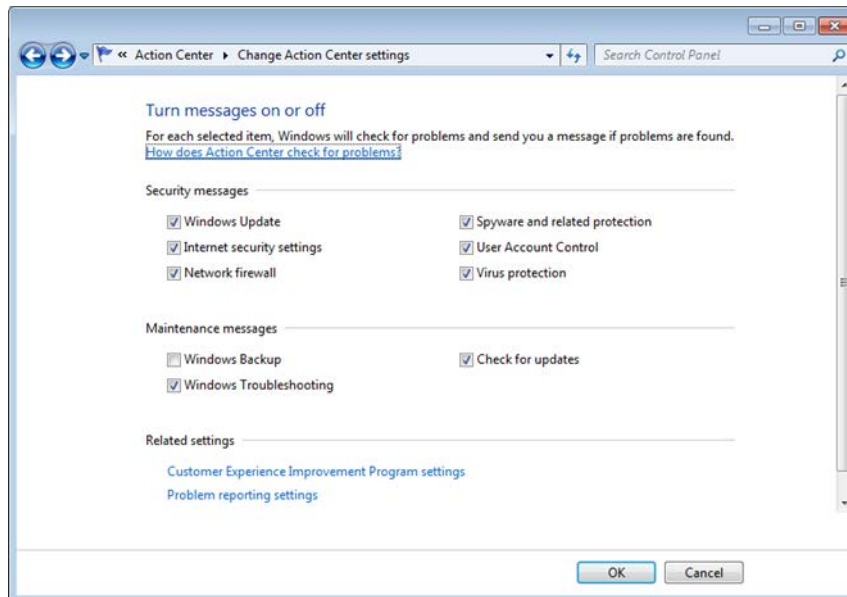 « Action Center ▸ Change Action Center settings
Search Control Panel
Turn messages on or off
For each selected item, Windows will check for problems and send you a message if problems are found.
How does Action Center check for problems?
Security messages
Windows Update
Spyware and related protection
Internet security settings
User Account Control
Network firewall
Virus protection
Maintenance messages
Windows Backup
Check for updates
Windows Troubleshooting
Related settings
Customer Experience Improvement Program settings
Problem reporting settings
OK
Cancel